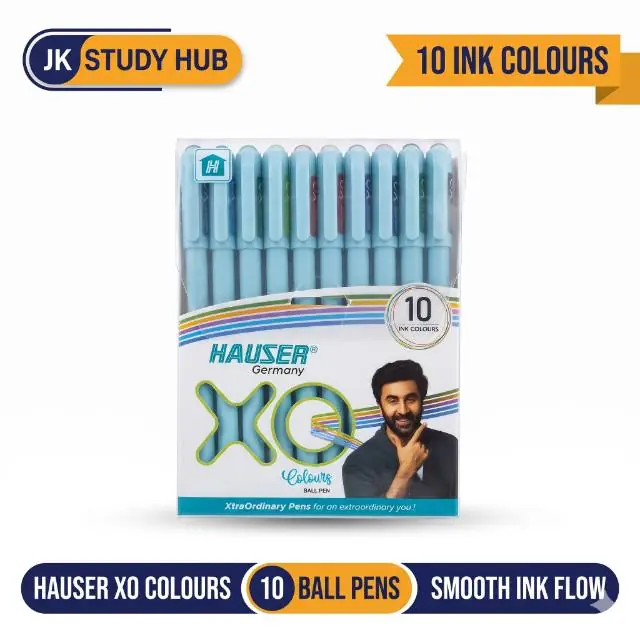 JK STUDY HUB
10 INK COLOURS
H
10
INK COLOURS
HAUSER®
Germany
XO
Colours
BALL PEN
XtraOrdinary Pens for an extraordinary you!
HAUSER XO COLOURS 10 BALL PENS SMOOTH INK FLOW